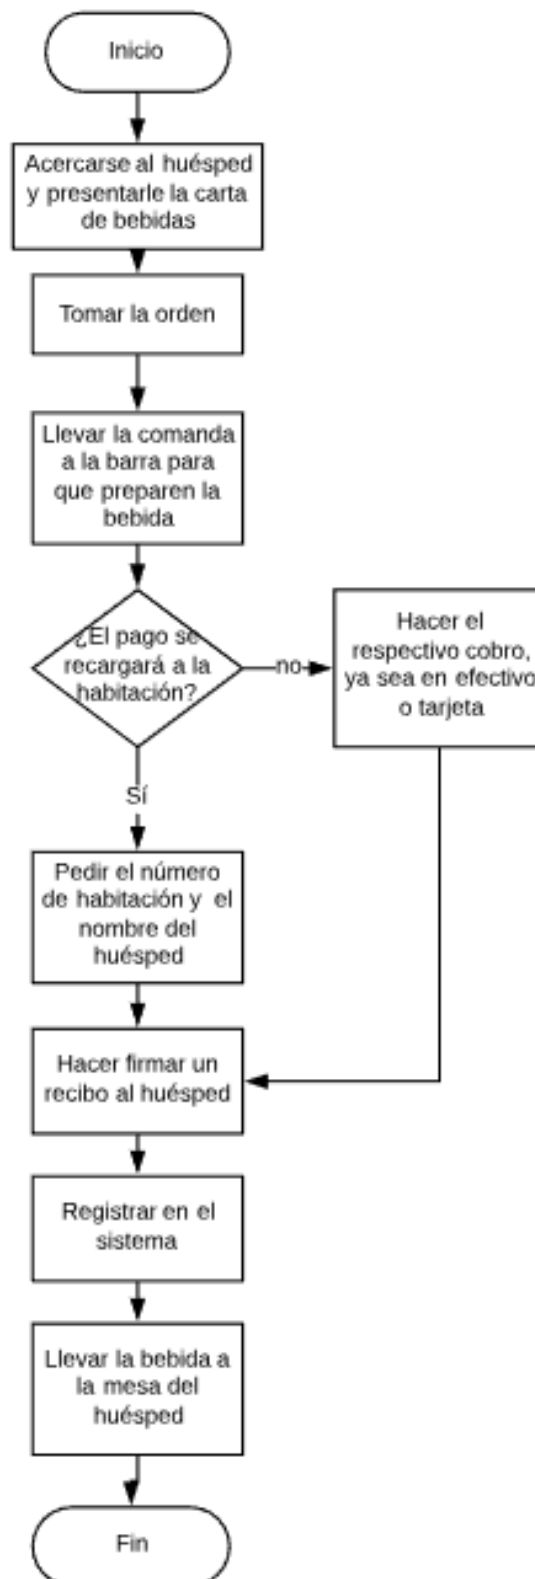 Inicio
Acercarse al huésped
y presentarle la carta
de bebidas
Tomar la orden
Llevar la comanda
a la barra para
que preparen la
bebida
¿El pago se
recargará a la
habitación?
no
Hacer el
respectivo cobro,
ya sea en efectivo
o tarjeta
Sí
Pedir el número
de habitación y el
nombre del
huésped
Hacer firmar un
recibo al huésped
Registrar en el
sistema
Llevar la bebida a
la mesa del
huésped
Fin